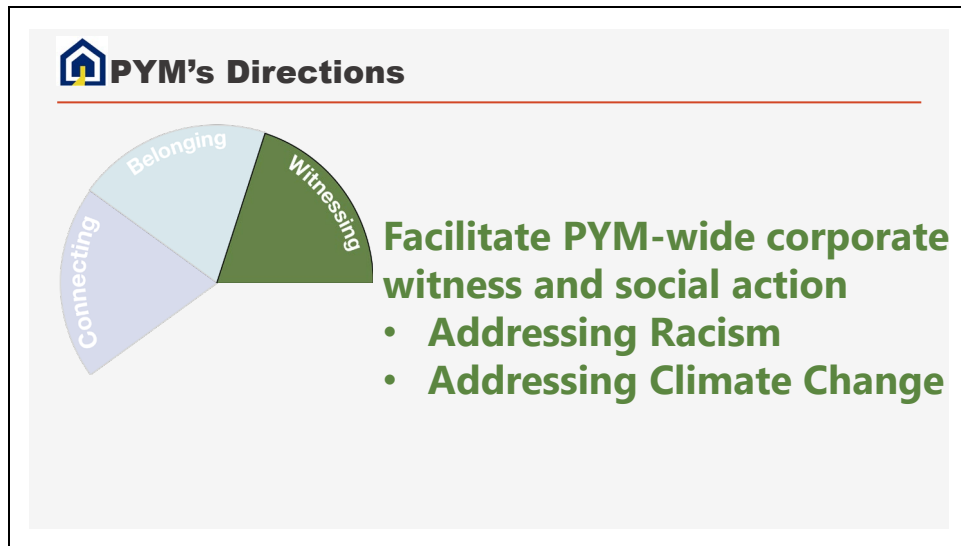 PYM’s Directions
Belonging
Witnessing
Connecting
Facilitate PYM-wide corporate
witness and social action
• Addressing Racism
• Addressing Climate Change